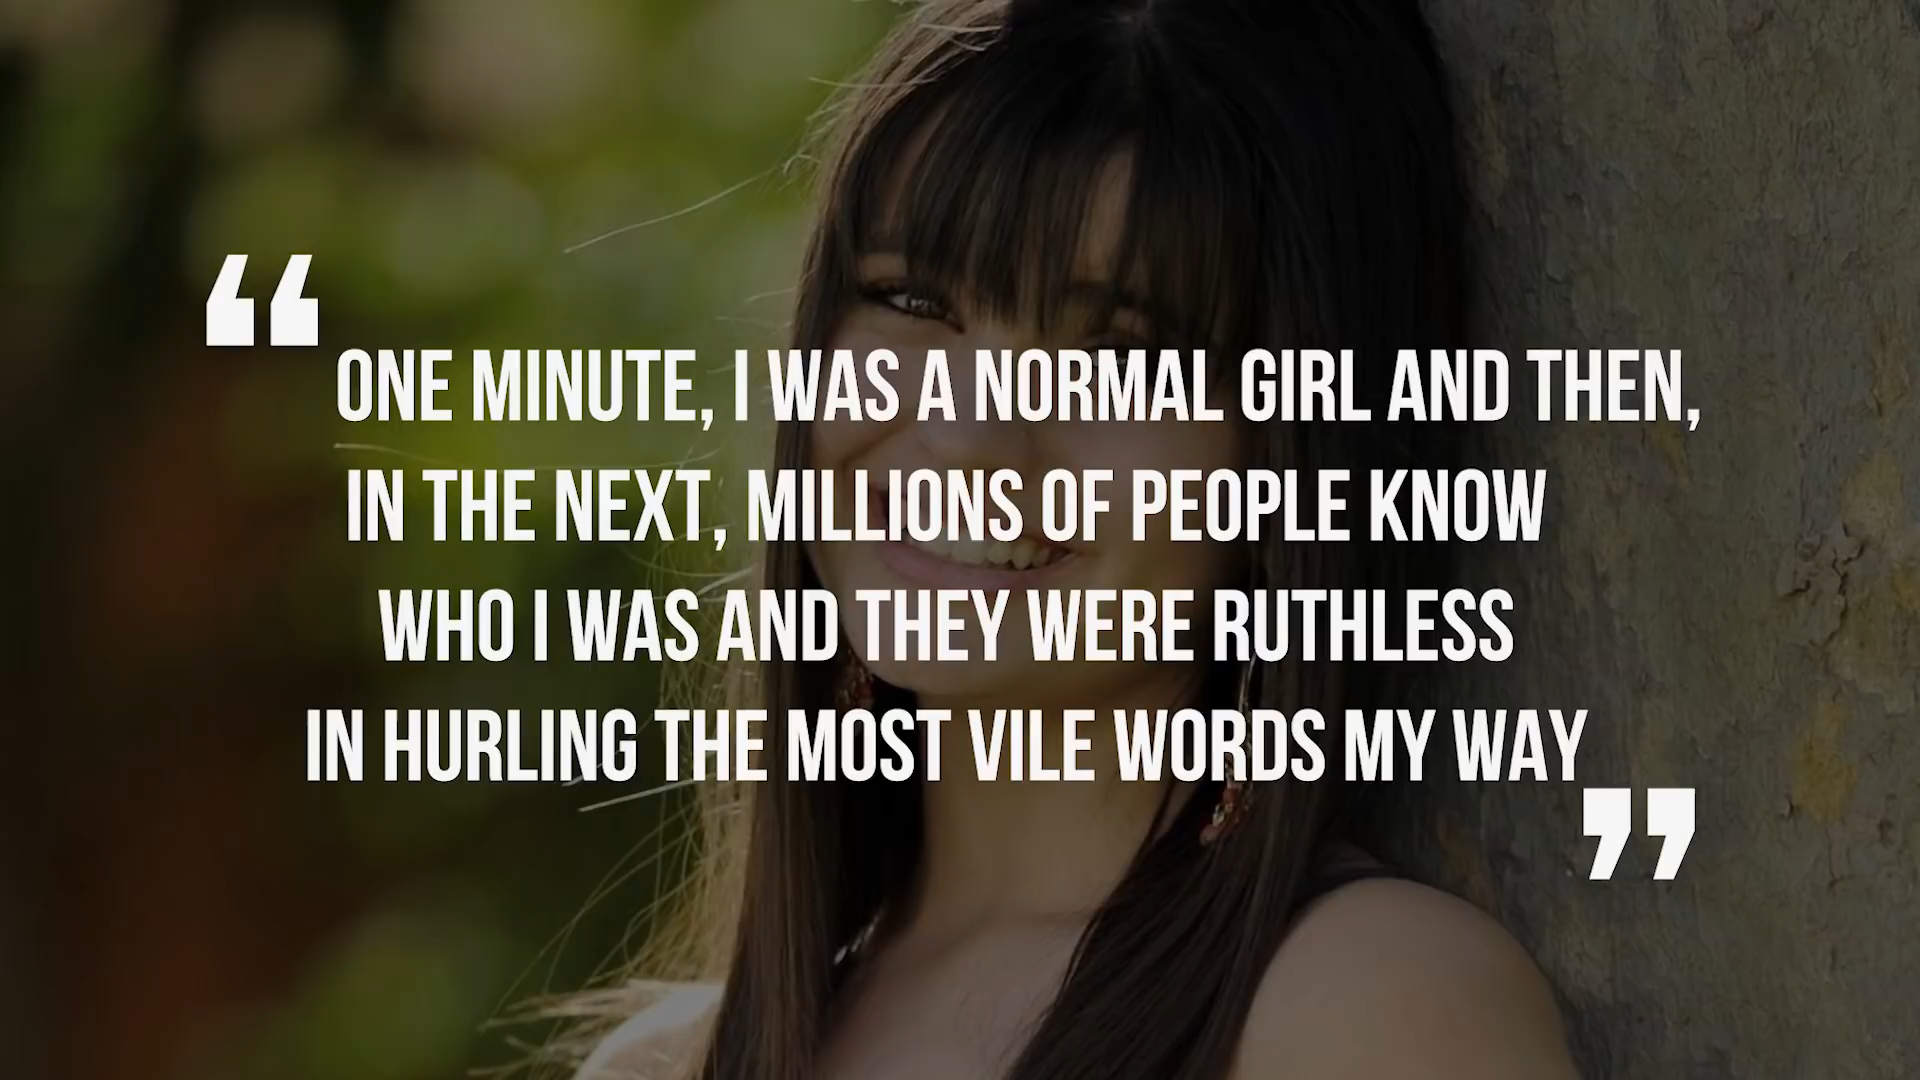 “ ONE MINUTE, I WAS A NORMAL GIRL AND THEN,
IN THE NEXT, MILLIONS OF PEOPLE KNOW
WHO I WAS AND THEY WERE RUTHLESS
IN HURLING THE MOST VILE WORDS MY WAY ”